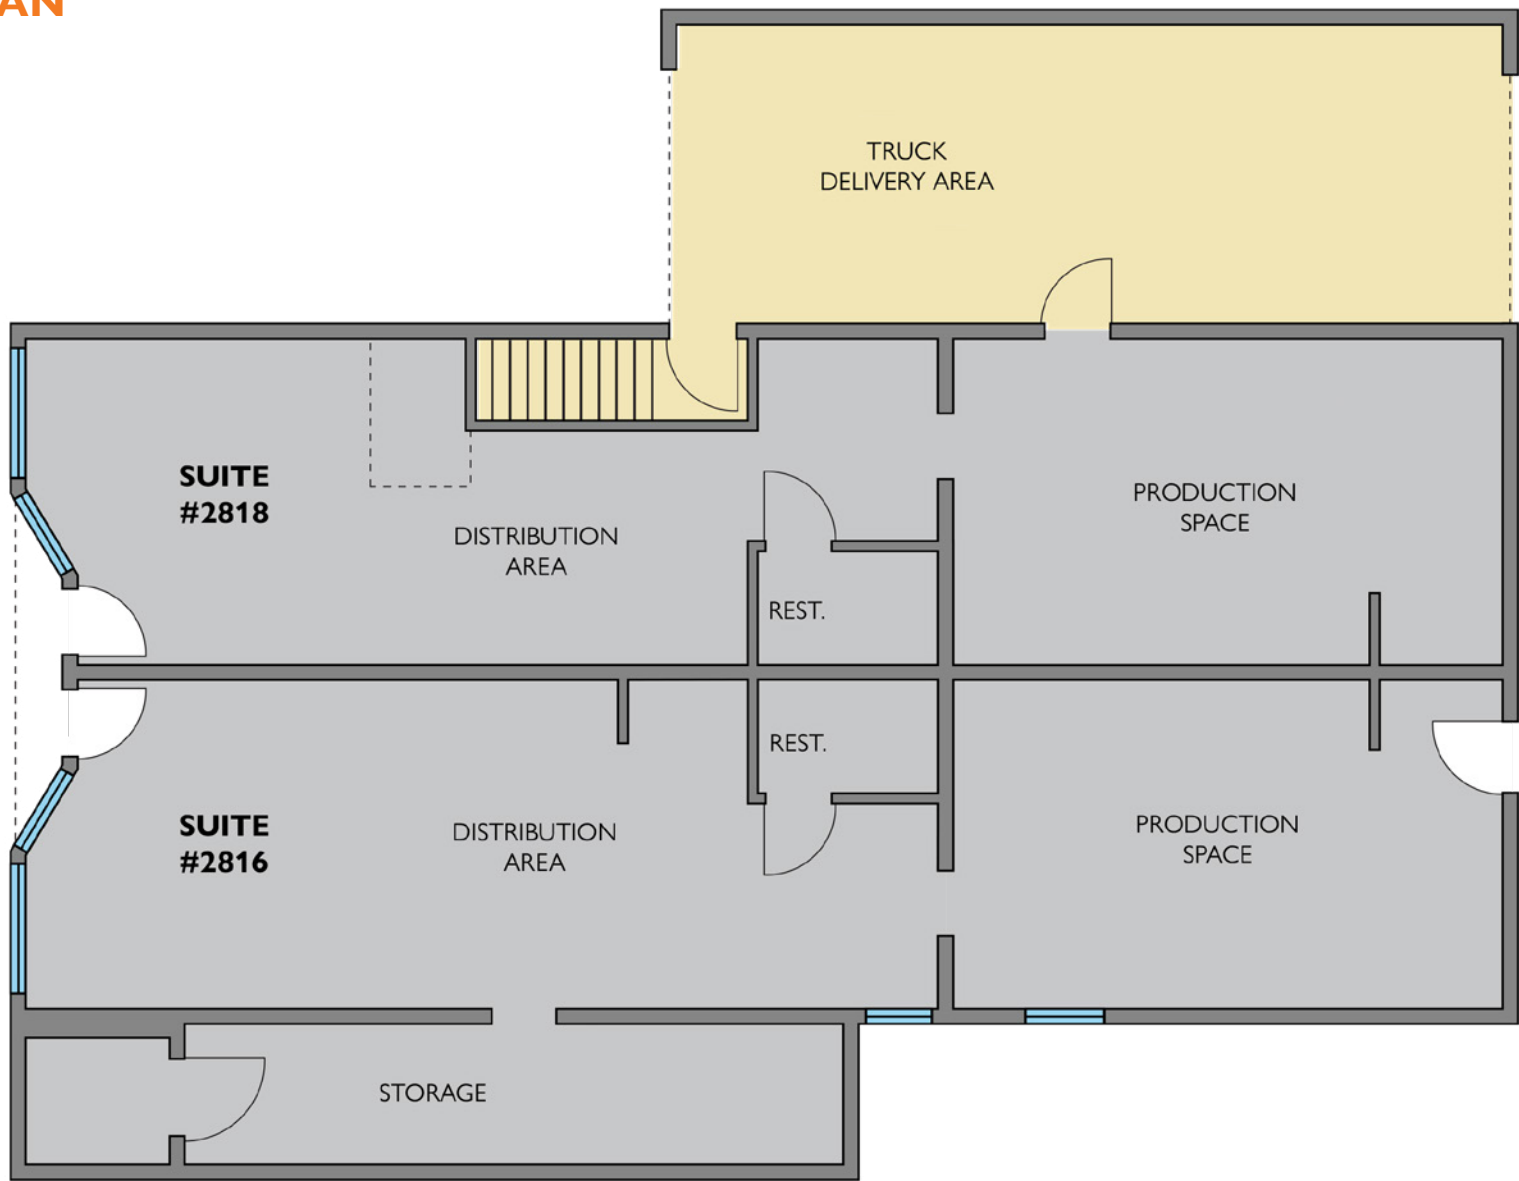 AN
TRUCK
DELIVERY AREA
SUITE
#2818
DISTRIBUTION
AREA
PRODUCTION
SPACE
REST.
REST.
SUITE
#2816
DISTRIBUTION
AREA
PRODUCTION
SPACE
STORAGE